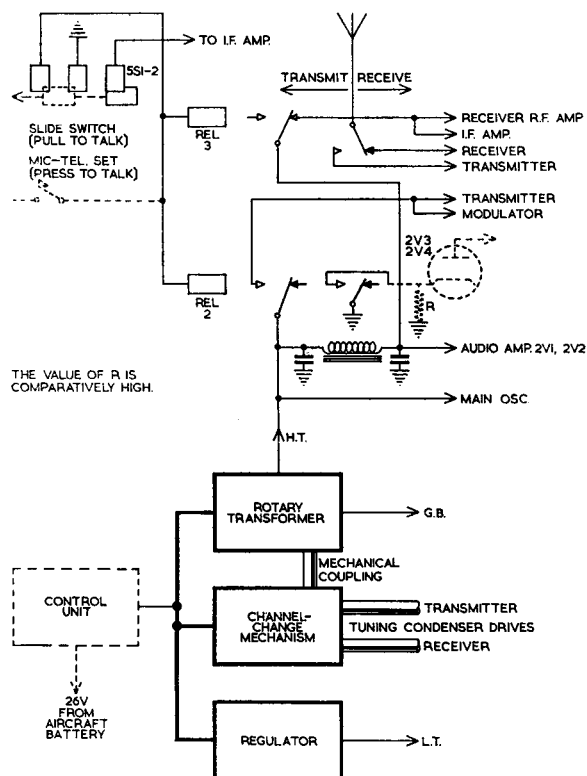 5S1-2
TO I.F. AMP.
TRANSMIT RECEIVE
SLIDE SWITCH
(PULL TO TALK)
REL
3
RECEIVER R.F. AMP
I.F. AMP.
RECEIVER
TRANSMITTER
MIC-TEL. SET
(PRESS TO TALK)
TRANSMITTER
MODULATOR
2V3
2V4
REL
2
R
AUDIO AMP. 2V1, 2V2
THE VALUE OF R IS
COMPARATIVELY HIGH.
MAIN OSC.
H.T.
ROTARY
TRANSFORMER
G.B.
MECHANICAL
COUPLING
CONTROL
UNIT
CHANNEL-
CHANGE
MECHANISM
TRANSMITTER
TUNING CONDENSER DRIVES
RECEIVER
26V
FROM
AIRCRAFT
BATTERY
REGULATOR
L.T.